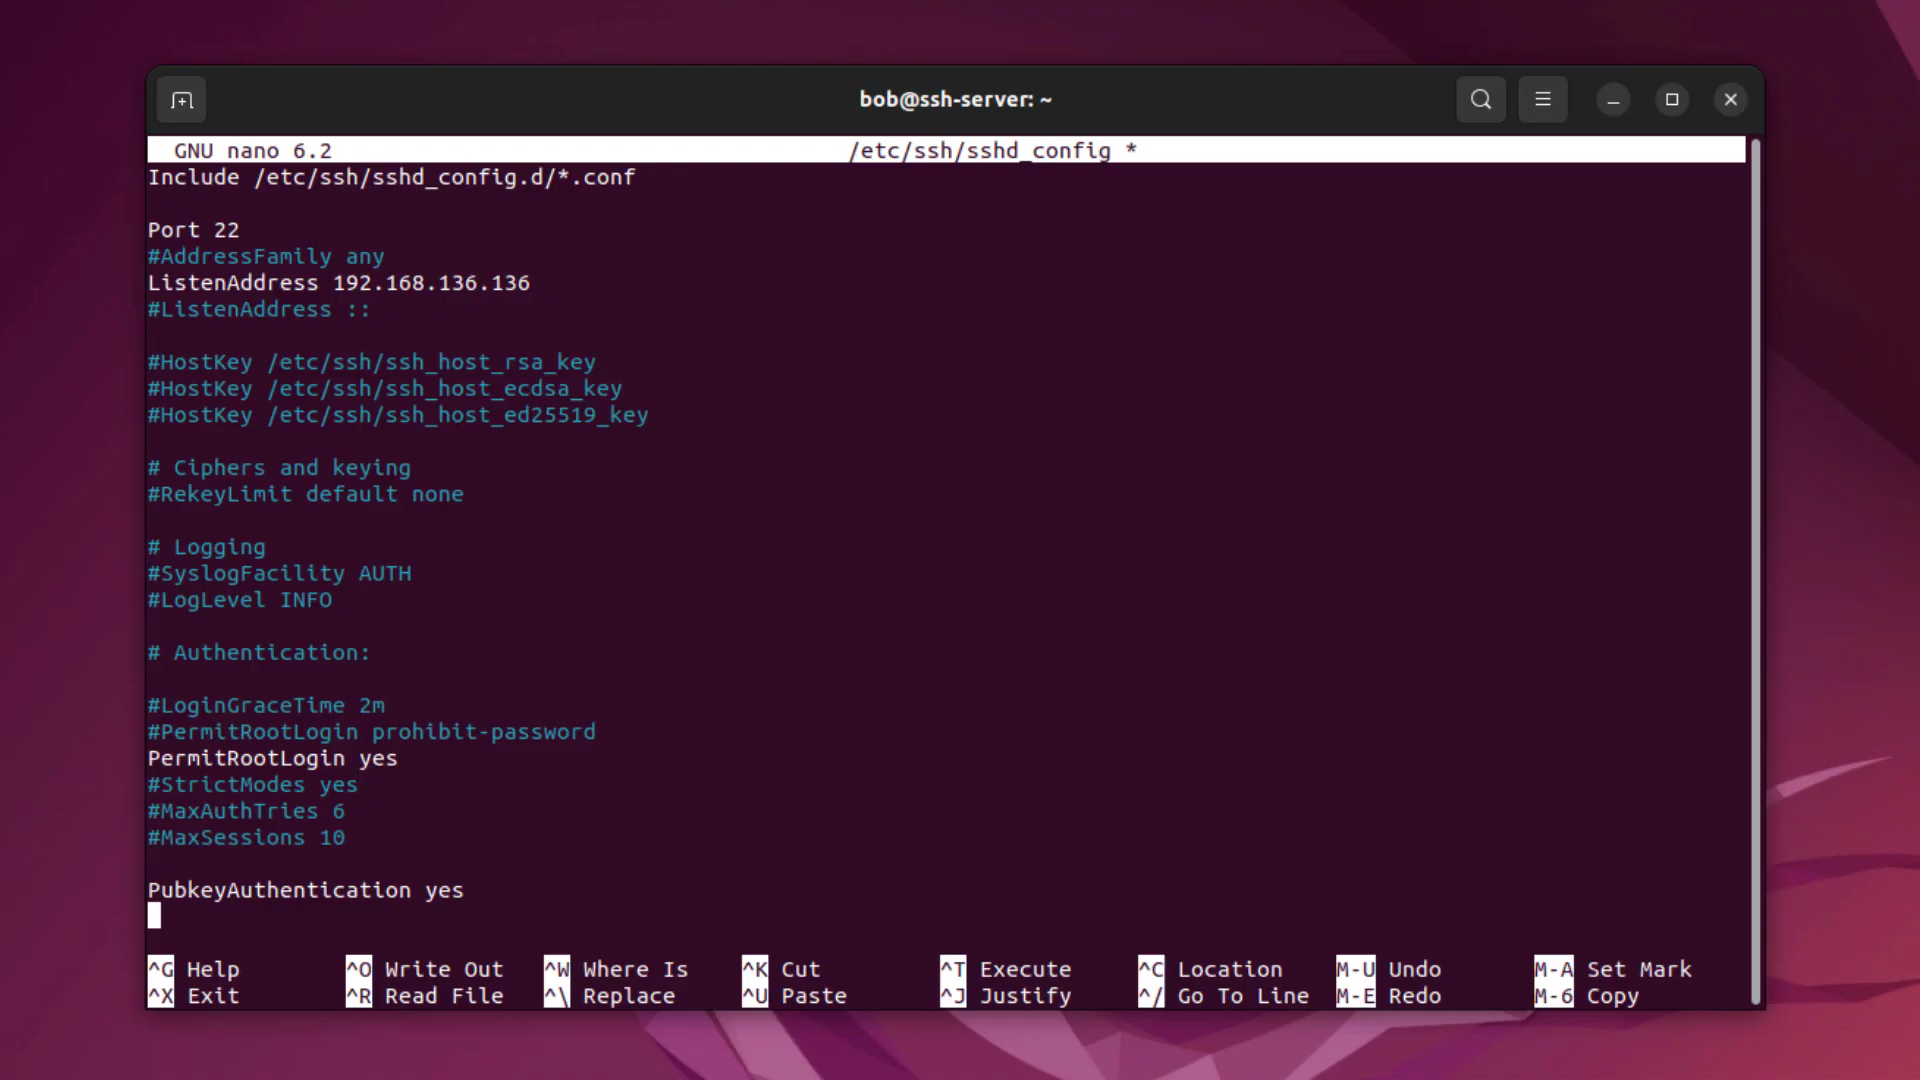 bob@ssh-server: ~
GNU nano 6.2 /etc/ssh/sshd_config *
Include /etc/ssh/sshd_config.d/*.conf
Port 22
#AddressFamily any
ListenAddress 192.168.136.136
#ListenAddress ::
#HostKey /etc/ssh/ssh_host_rsa_key
#HostKey /etc/ssh/ssh_host_ecdsa_key
#HostKey /etc/ssh/ssh_host_ed25519_key
# Ciphers and keying
#RekeyLimit default none
# Logging
#SyslogFacility AUTH
#LogLevel INFO
# Authentication:
#LoginGraceTime 2m
#PermitRootLogin prohibit-password
PermitRootLogin yes
#StrictModes yes
#MaxAuthTries 6
#MaxSessions 10
PubkeyAuthentication yes
^G Help ^O Write Out ^W Where Is ^K Cut ^T Execute ^C Location M-U Undo M-A Set Mark
^X Exit ^R Read File ^\ Replace ^U Paste ^J Justify ^/ Go To Line M-E Redo M-6 Copy